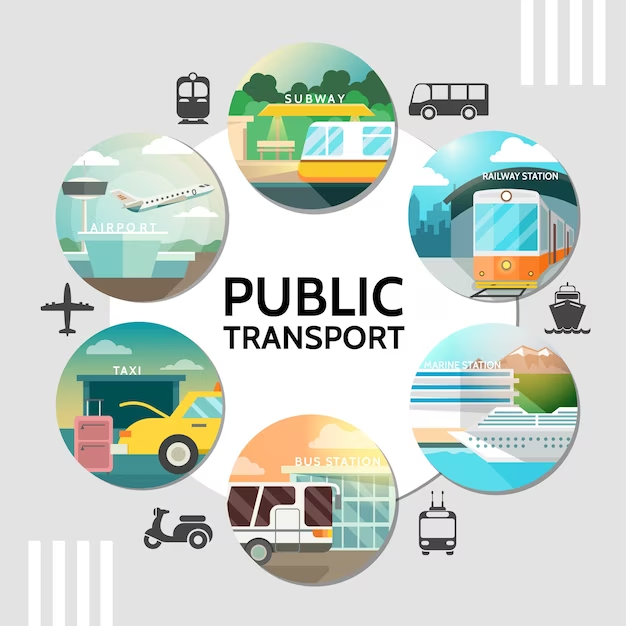 SUBWAY
AIRPORT
RAILWAY STATION
PUBLIC
TRANSPORT
TAXI
MARINE STATION
BUS STATION